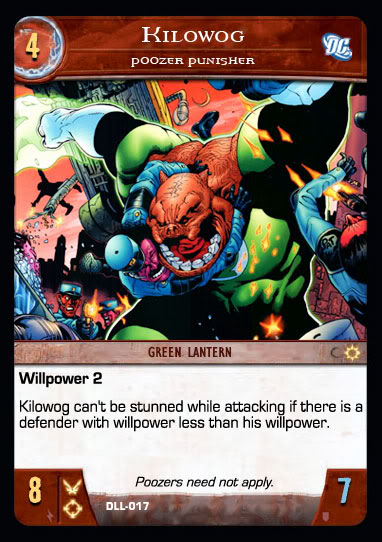 4
Kilowog
POOZER PUNISHER
DC
GREEN LANTERN
Willpower 2
Kilowog can't be stunned while attacking if there is a
defender with willpower less than his willpower.
Poozers need not apply.
8
DLL-017
7